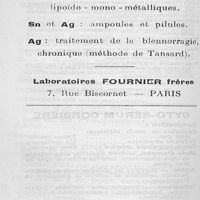 lipoïdo - mono - métalliques.
Sn et Ag : ampoules et pilules.
Ag : traitement de la blennorragie,
chronique (méthode de Tansard).
Laboratoires FOURNIER frères
7, Rue Biscornet — PARIS